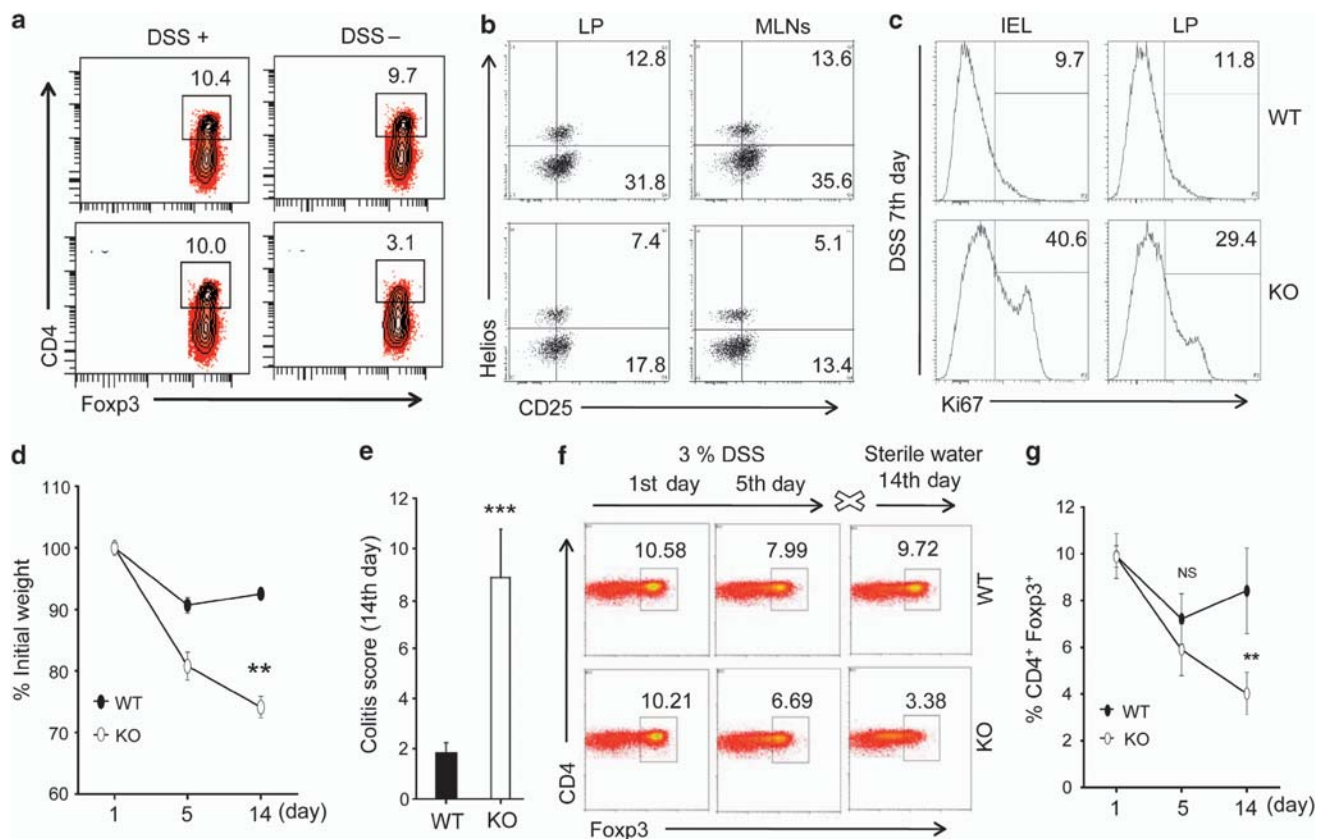 a
DSS +
DSS –
10.4
9.7
10.0
3.1
CD4
Foxp3
b
LP
MLNs
12.8
13.6
31.8
35.6
7.4
5.1
17.8
13.4
Helios
CD25
c
IEL
LP
9.7
11.8
WT
40.6
29.4
KO
DSS 7th day
Ki67
d
% Initial weight
110
100
90
80
70
60
WT
KO
1
5
14 (day)
e
Colitis score (14th day)
12
10
8
6
4
2
0
***
WT
KO
**
f
3 % DSS
Sterile water
1st day
5th day
14th day
10.58
7.99
9.72
WT
10.21
6.69
3.38
KO
CD4
Foxp3
g
% CD4+ Foxp3+
12
10
8
6
4
2
0
NS
**
WT
KO
1
5
14 (day)